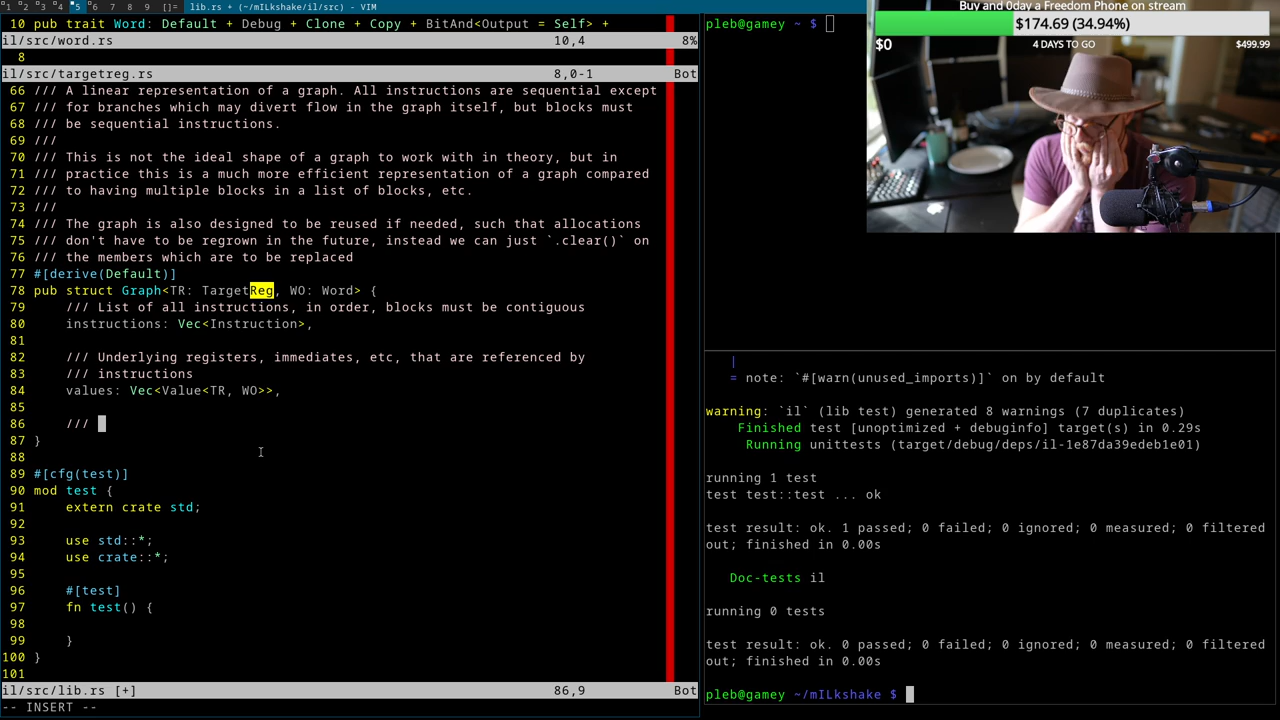 1 2 3 4 5 6 7 8 9 []= lib.rs + (~/mILkshake/il/src) - VIM
10 pub trait Word: Default + Debug + Clone + Copy + BitAnd<Output = Self> +
il/src/word.rs 10,4 8%
8
il/src/targetreg.rs 8,0-1 Bot
66 /// A linear representation of a graph. All instructions are sequential except
67 /// for branches which may divert flow in the graph itself, but blocks must
68 /// be sequential instructions.
69 ///
70 /// This is not the ideal shape of a graph to work with in theory, but in
71 /// practice this is a much more efficient representation of a graph compared
72 /// to having multiple blocks in a list of blocks, etc.
73 ///
74 /// The graph is also designed to be reused if needed, such that allocations
75 /// don't have to be regrown in the future, instead we can just `.clear()` on
76 /// the members which are to be replaced
77 #[derive(Default)]
78 pub struct Graph<TR: TargetReg, WO: Word> {
79     /// List of all instructions, in order, blocks must be contiguous
80     instructions: Vec<Instruction>,
81
82     /// Underlying registers, immediates, etc, that are referenced by
83     /// instructions
84     values: Vec<Value<TR, WO>>,
85
86     ///
87 }
88
89 #[cfg(test)]
90 mod test {
91     extern crate std;
92
93     use std::*;
94     use crate::*;
95
96     #[test]
97     fn test() {
98
99     }
100 }
101
il/src/lib.rs [+] 86,9 Bot
-- INSERT --
pleb@gamey ~ $
Buy and 0day a Freedom Phone on stream
$174.69 (34.94%)
$0 4 DAYS TO GO $499.99
|
= note: `#[warn(unused_imports)]` on by default
warning: `il` (lib test) generated 8 warnings (7 duplicates)
Finished test [unoptimized + debuginfo] target(s) in 0.29s
Running unittests (target/debug/deps/il-1e87da39edeb1e01)
running 1 test
test test::test ... ok
test result: ok. 1 passed; 0 failed; 0 ignored; 0 measured; 0 filtered
out; finished in 0.00s
Doc-tests il
running 0 tests
test result: ok. 0 passed; 0 failed; 0 ignored; 0 measured; 0 filtered
out; finished in 0.00s
pleb@gamey ~/mILkshake $